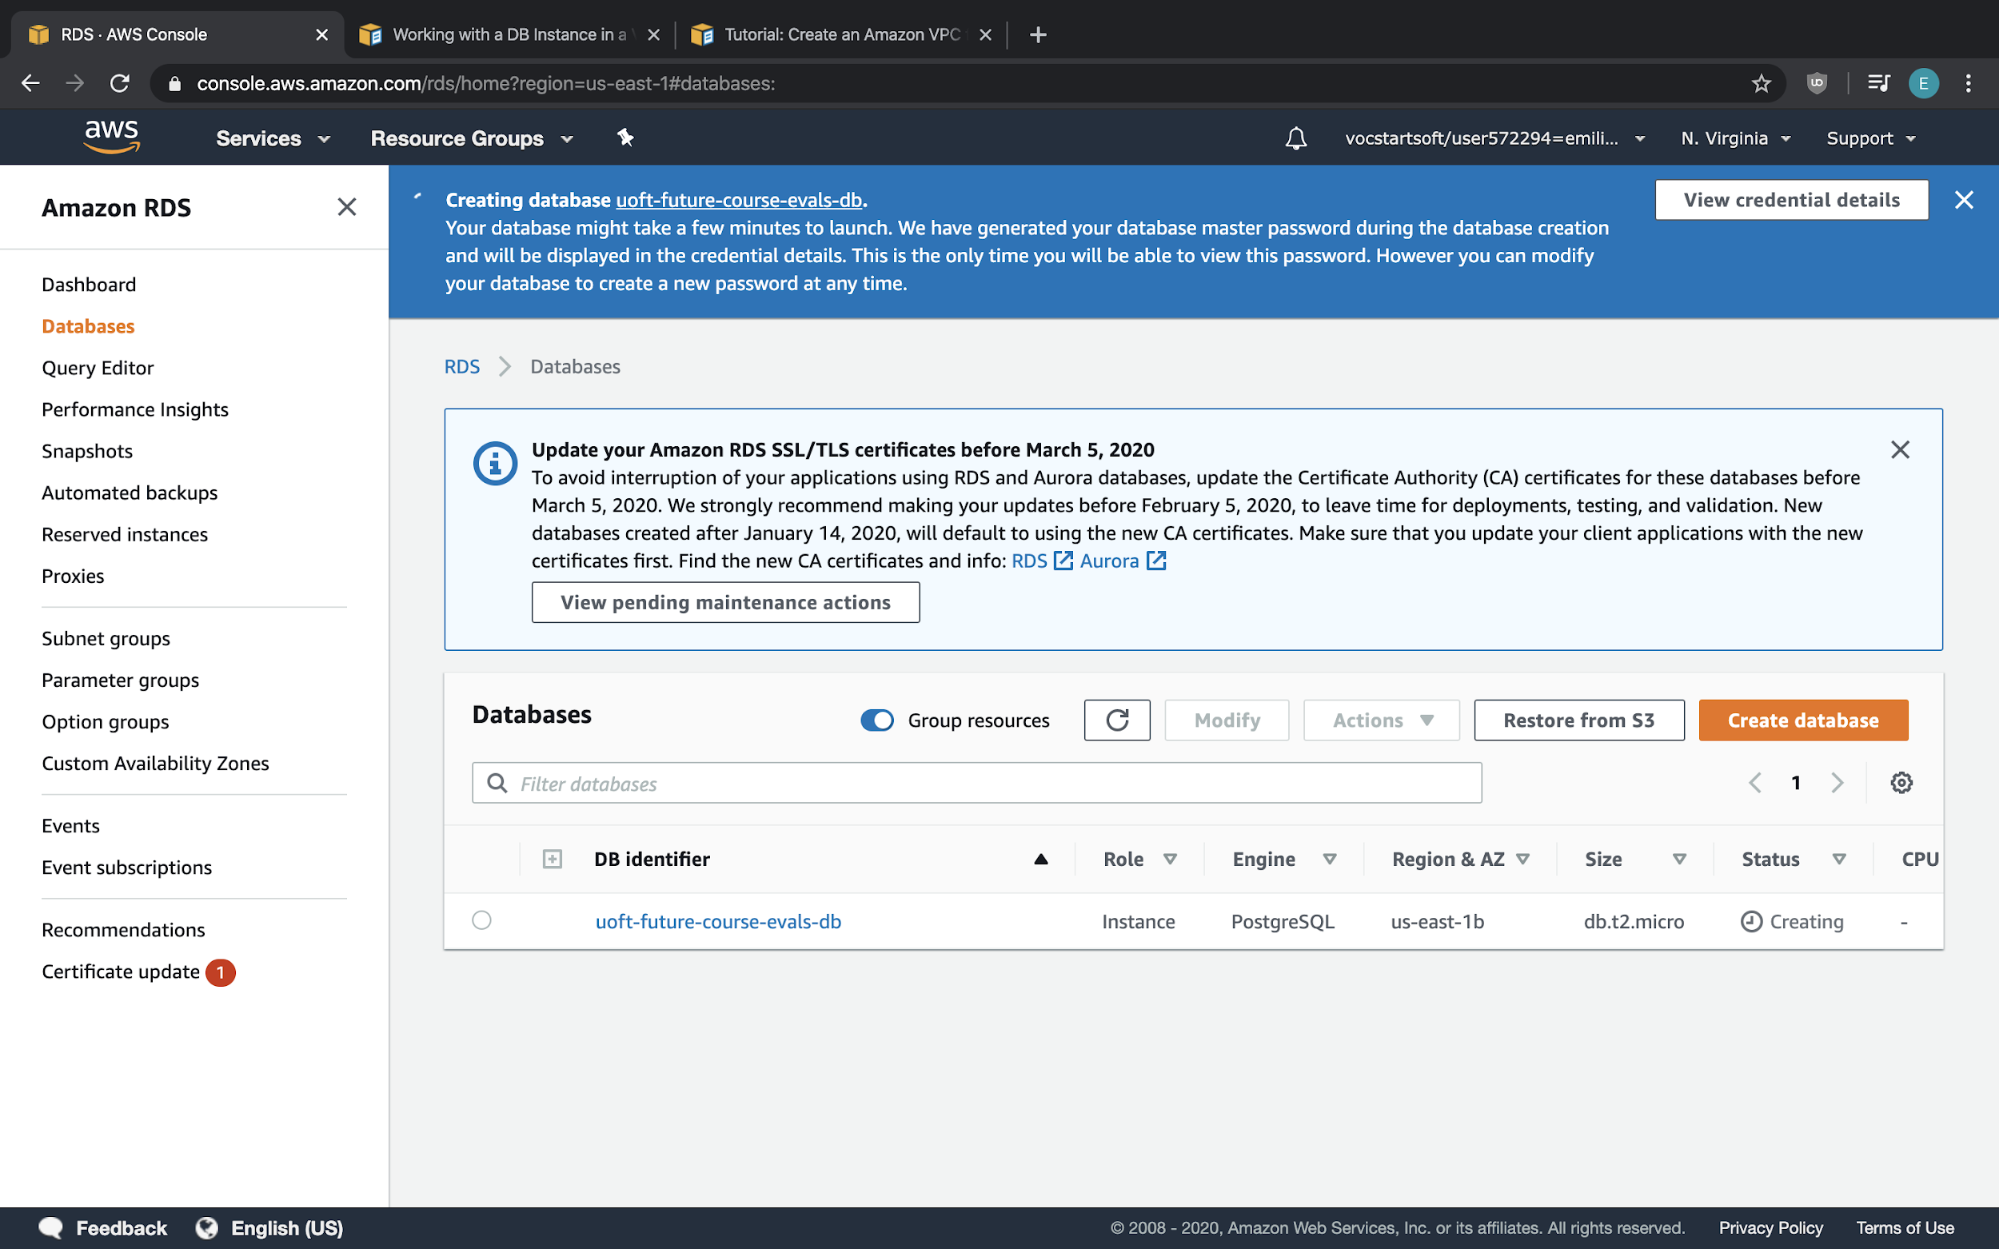 RDS · AWS Console
Working with a DB Instance in a
Tutorial: Create an Amazon VPC
console.aws.amazon.com/rds/home?region=us-east-1#databases:
E
aws
Services
Resource Groups
vocstartsoft/user572294=emili...
N. Virginia
Support
Amazon RDS
Dashboard
Databases
Query Editor
Performance Insights
Snapshots
Automated backups
Reserved instances
Proxies
Subnet groups
Parameter groups
Option groups
Custom Availability Zones
Events
Event subscriptions
Recommendations
Certificate update 1
Creating database uoft-future-course-evals-db.
Your database might take a few minutes to launch. We have generated your database master password during the database creation
and will be displayed in the credential details. This is the only time you will be able to view this password. However you can modify
your database to create a new password at any time.
View credential details
RDS > Databases
Update your Amazon RDS SSL/TLS certificates before March 5, 2020
To avoid interruption of your applications using RDS and Aurora databases, update the Certificate Authority (CA) certificates for these databases before
March 5, 2020. We strongly recommend making your updates before February 5, 2020, to leave time for deployments, testing, and validation. New
databases created after January 14, 2020, will default to using the new CA certificates. Make sure that you update your client applications with the new
certificates first. Find the new CA certificates and info: RDS Aurora
View pending maintenance actions
Databases
Group resources
Modify
Actions
Restore from S3
Create database
Filter databases
1
DB identifier Role Engine Region & AZ Size Status CPU
uoft-future-course-evals-db Instance PostgreSQL us-east-1b db.t2.micro Creating -
Feedback
English (US)
© 2008 - 2020, Amazon Web Services, Inc. or its affiliates. All rights reserved.
Privacy Policy
Terms of Use